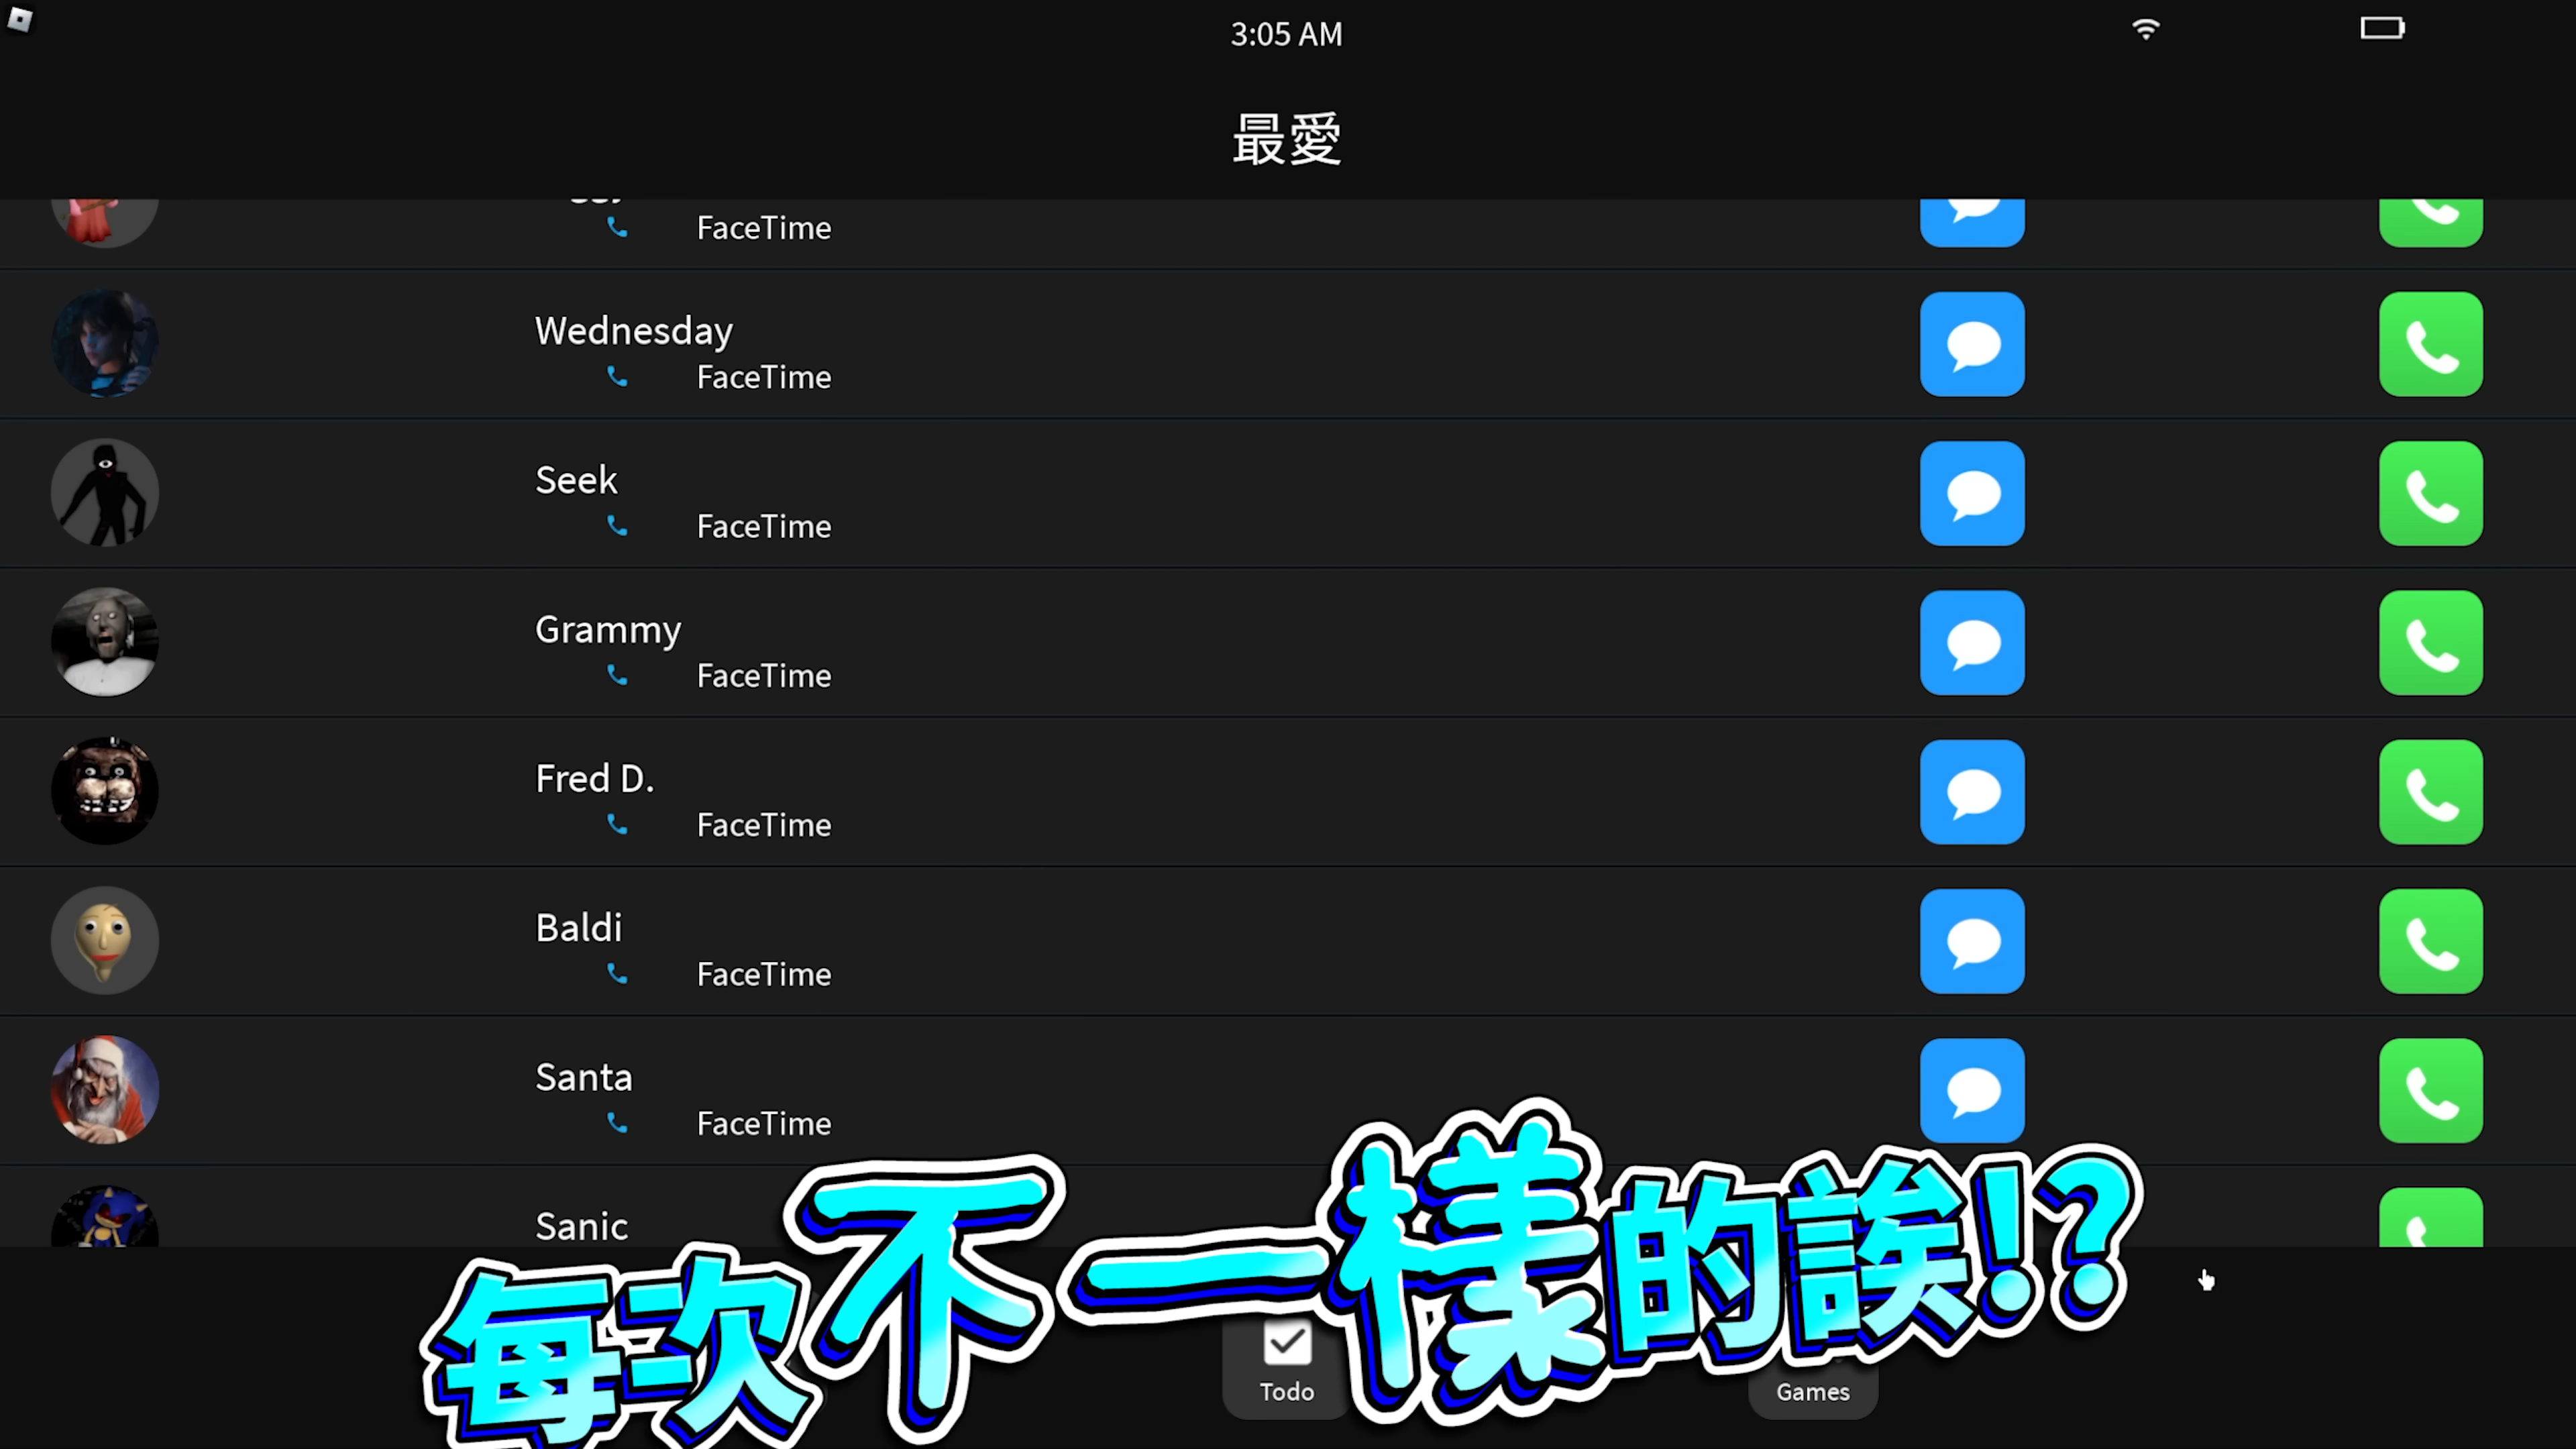 3:05 AM
最愛
FaceTime
Wednesday
FaceTime
Seek
FaceTime
Grammy
FaceTime
Fred D.
FaceTime
Baldi
FaceTime
Santa
FaceTime
Sanic
每次不一樣的誒!?
Todo
Games